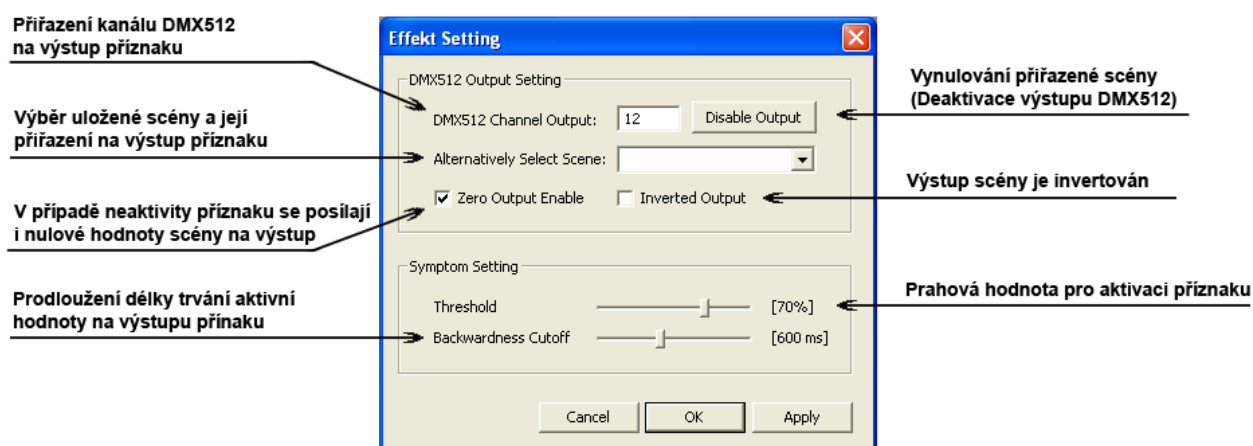 Přiřazení kanálu DMX512
na výstup příznaku
Výběr uložené scény a její
přiřazení na výstup příznaku
V případě neaktivity příznaku se posílají
i nulové hodnoty scény na výstup
Prodloužení délky trvání aktivní
hodnoty na výstupu přínaku
Effekt Setting
DMX512 Output Setting
DMX512 Channel Output: 12 Disable Output
Alternatively Select Scene:
Zero Output Enable Inverted Output
Symptom Setting
Threshold [70%]
Backwardness Cutoff [600 ms]
Cancel OK Apply
Vynulování přiřazené scény
(Deaktivace výstupu DMX512)
Výstup scény je invertován
Prahová hodnota pro aktivaci příznaku